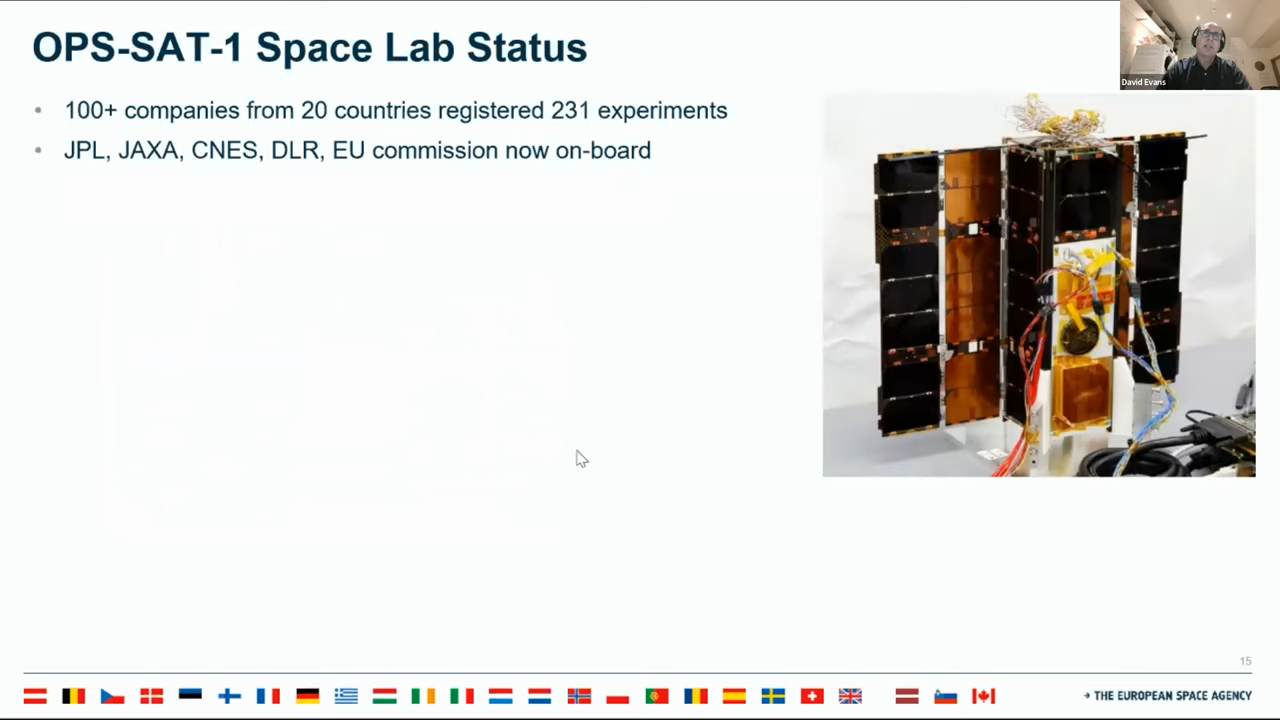 OPS-SAT-1 Space Lab Status
David Evans
• 100+ companies from 20 countries registered 231 experiments
• JPL, JAXA, CNES, DLR, EU commission now on-board
15
→ THE EUROPEAN SPACE AGENCY